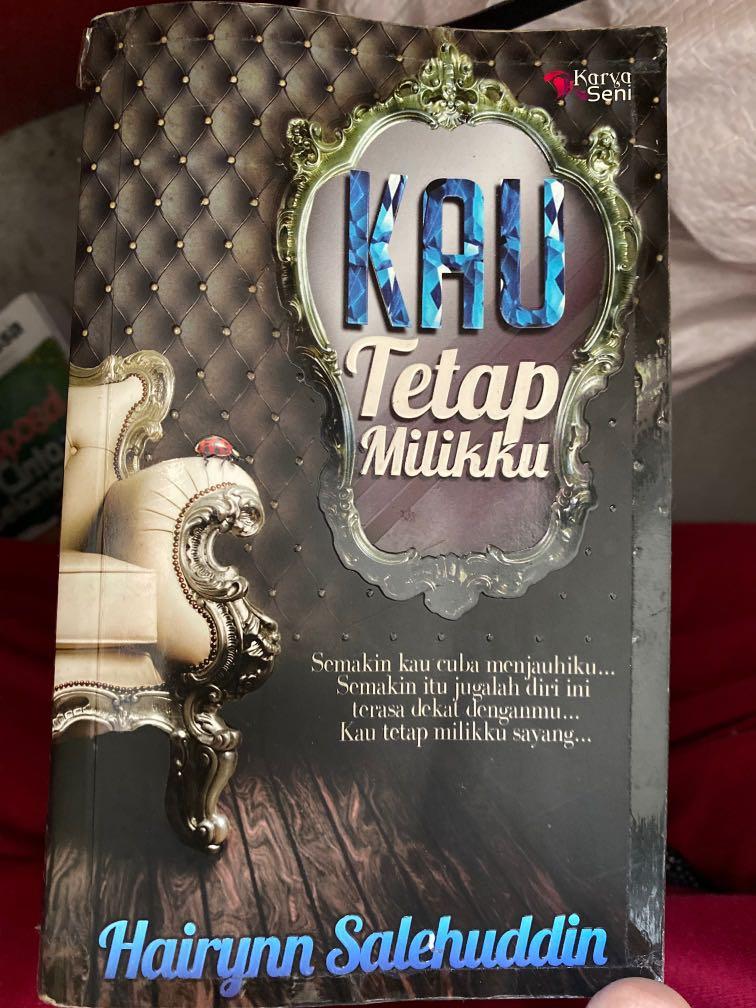 Karya
Seni
KAU
Tetap
Milikku
Semakin kau cuba menjauhiku...
Semakin itu jugalah diri ini
terasa dekat denganmu...
Kau tetap milikku sayang...
Hairynn Salehuddin